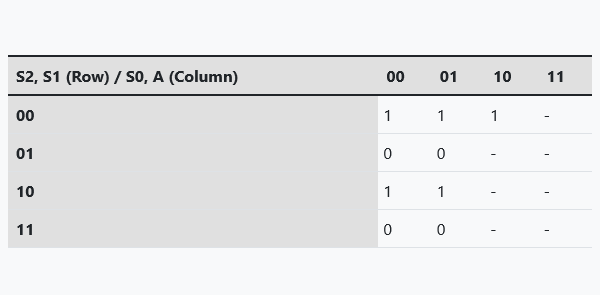 S2, S1 (Row) / S0, A (Column) 00 01 10 11
00 1 1 1 -
01 0 0 - -
10 1 1 - -
11 0 0 - -